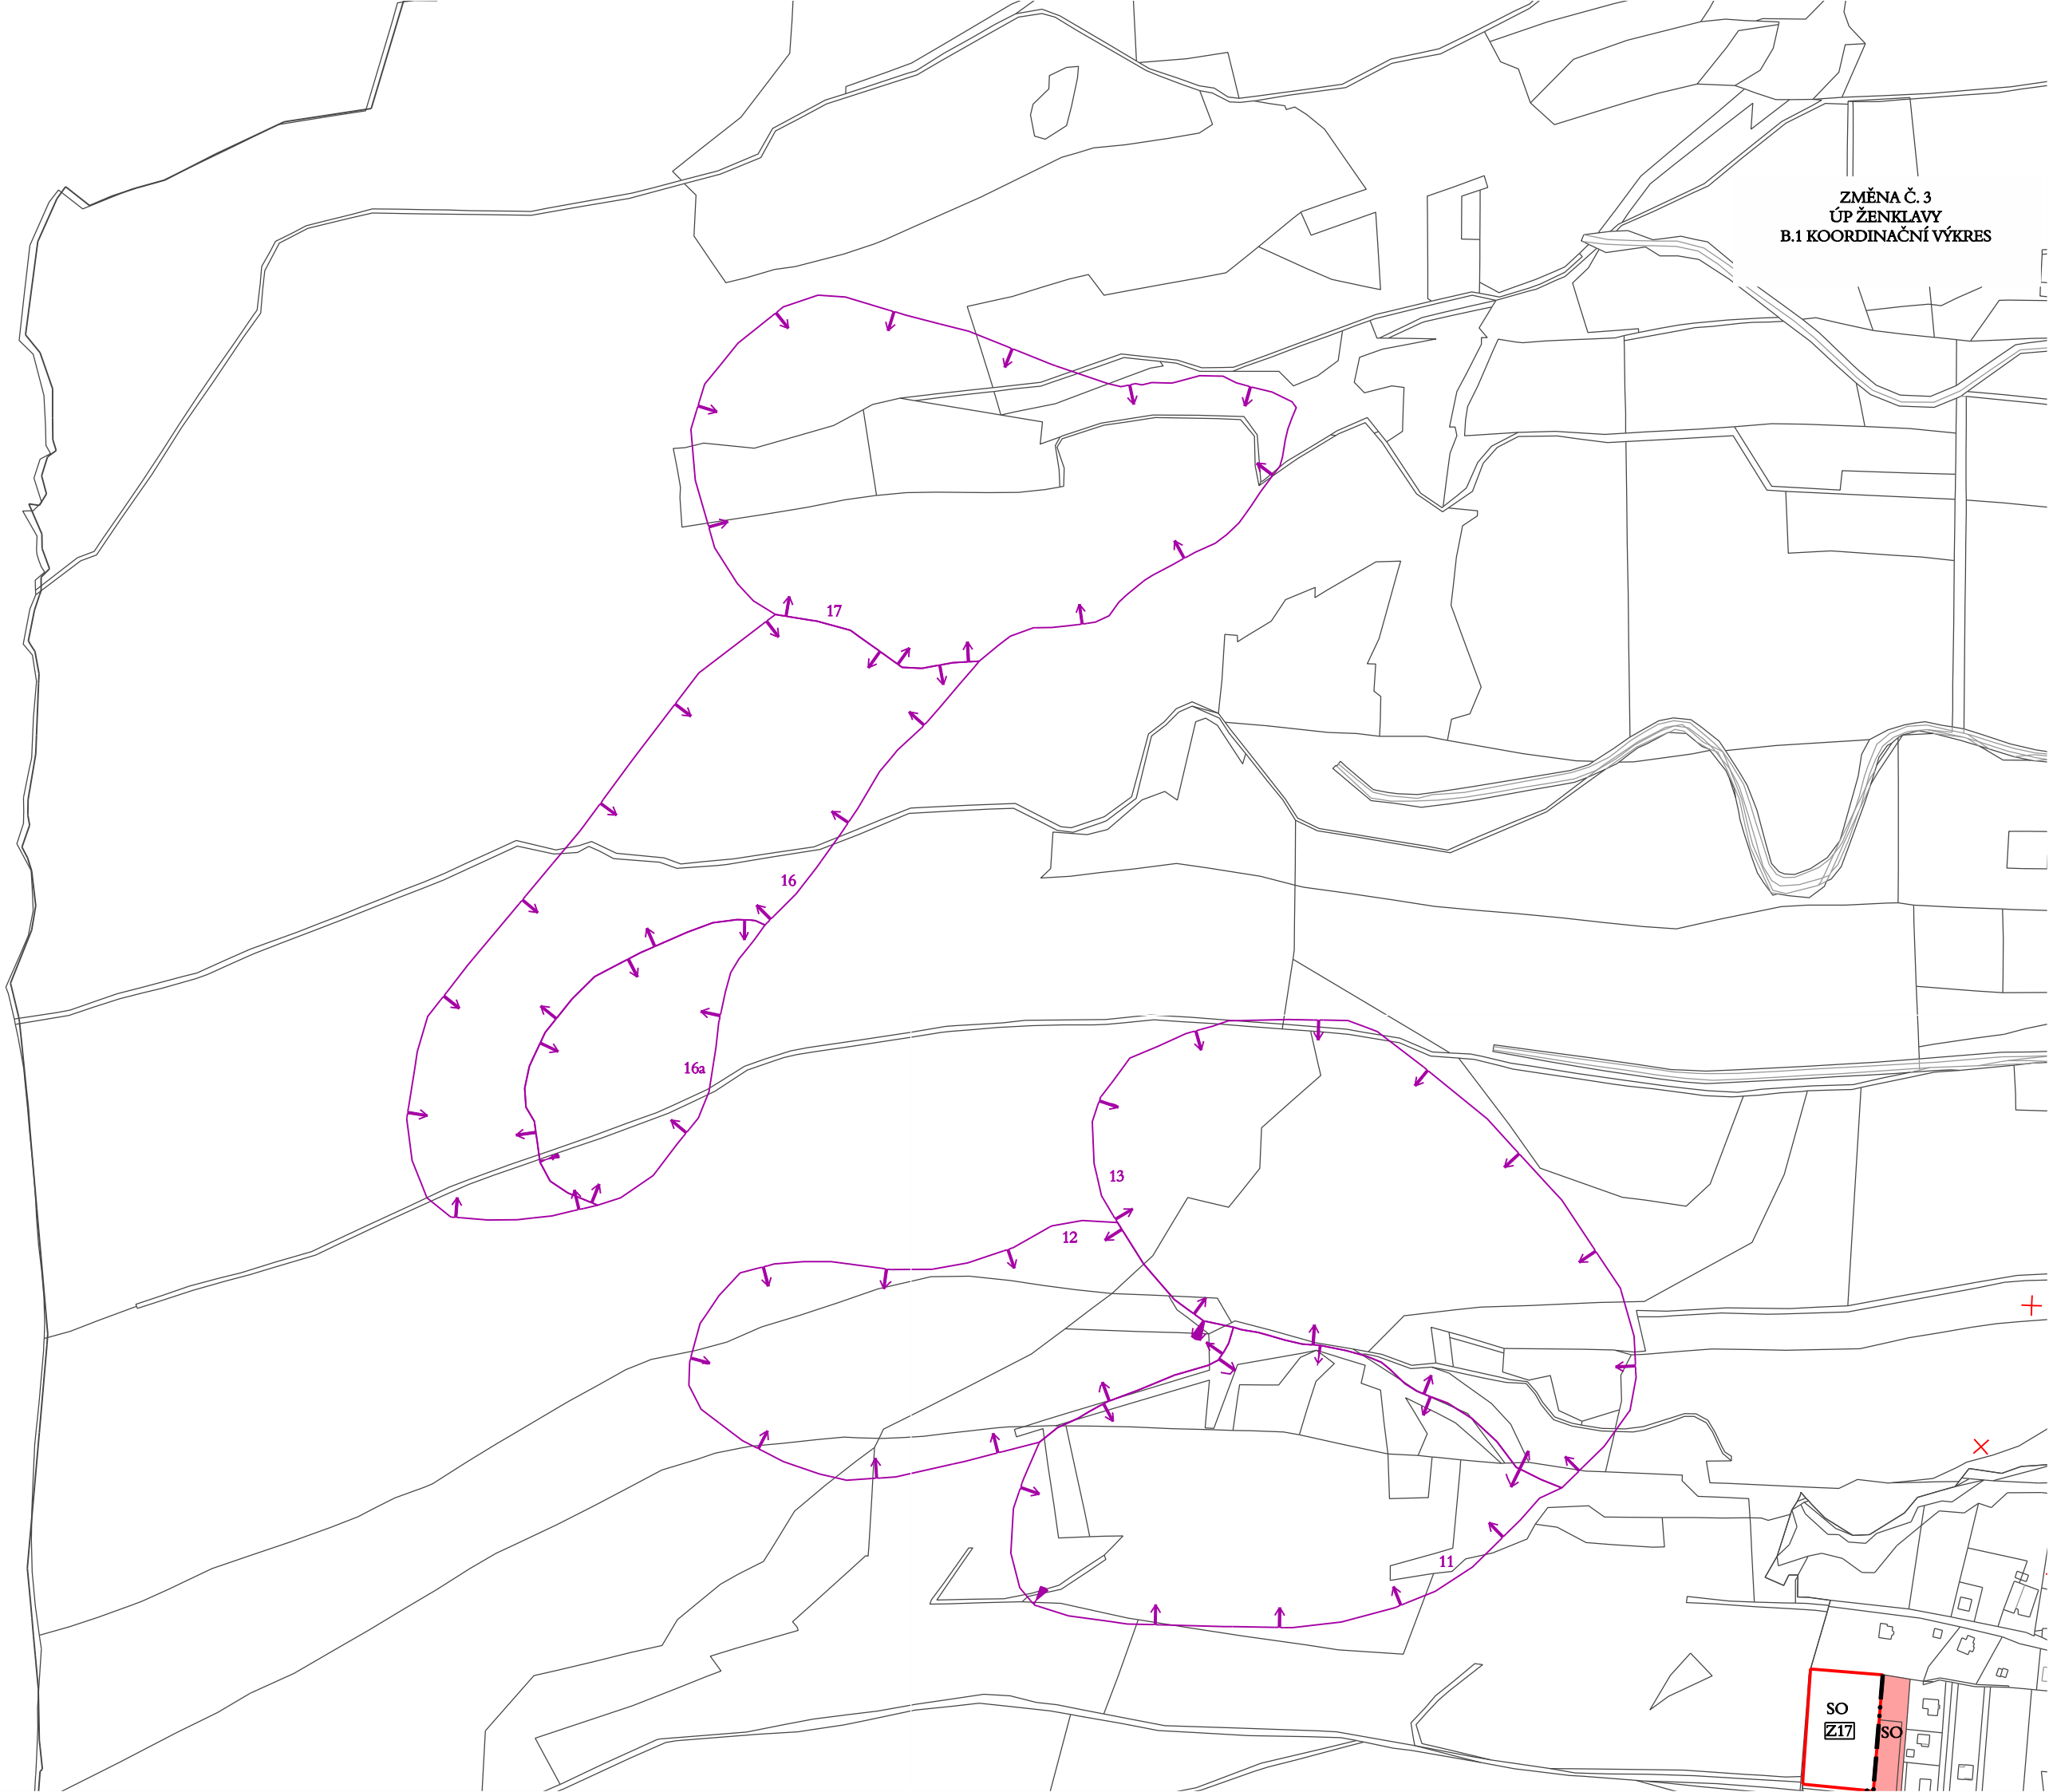 ZMĚNA Č. 3
ÚP ŽENKLAVY
B.1 KOORDINAČNÍ VÝKRES
17
16
16a
13
12
11
SO
Z17
SO